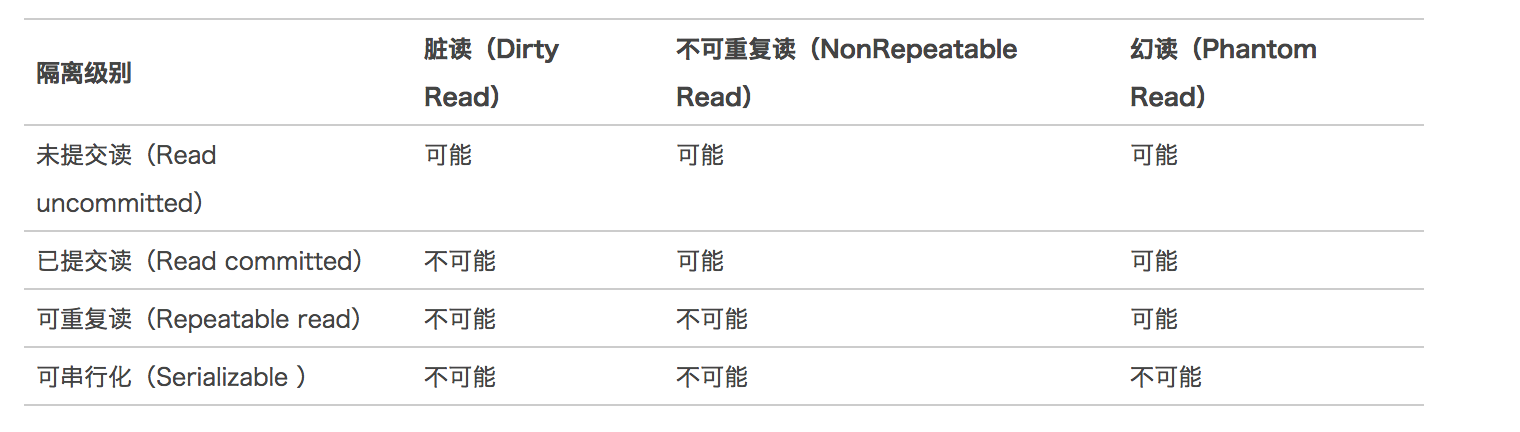 隔离级别 脏读（Dirty Read） 不可重复读（NonRepeatable Read） 幻读（Phantom Read）
未提交读（Read uncommitted） 可能 可能 可能
已提交读（Read committed） 不可能 可能 可能
可重复读（Repeatable read） 不可能 不可能 可能
可串行化（Serializable ） 不可能 不可能 不可能